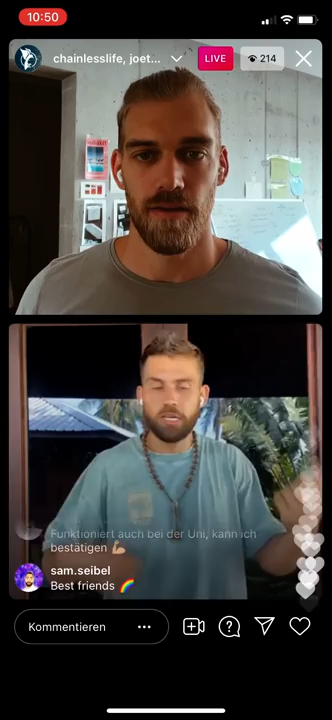 10:50
chainlesslife, joet...
LIVE
214
Funktioniert auch bei der Uni, kann ich
bestätigen 💪🏼
sam.seibel
Best friends 🌈
Kommentieren